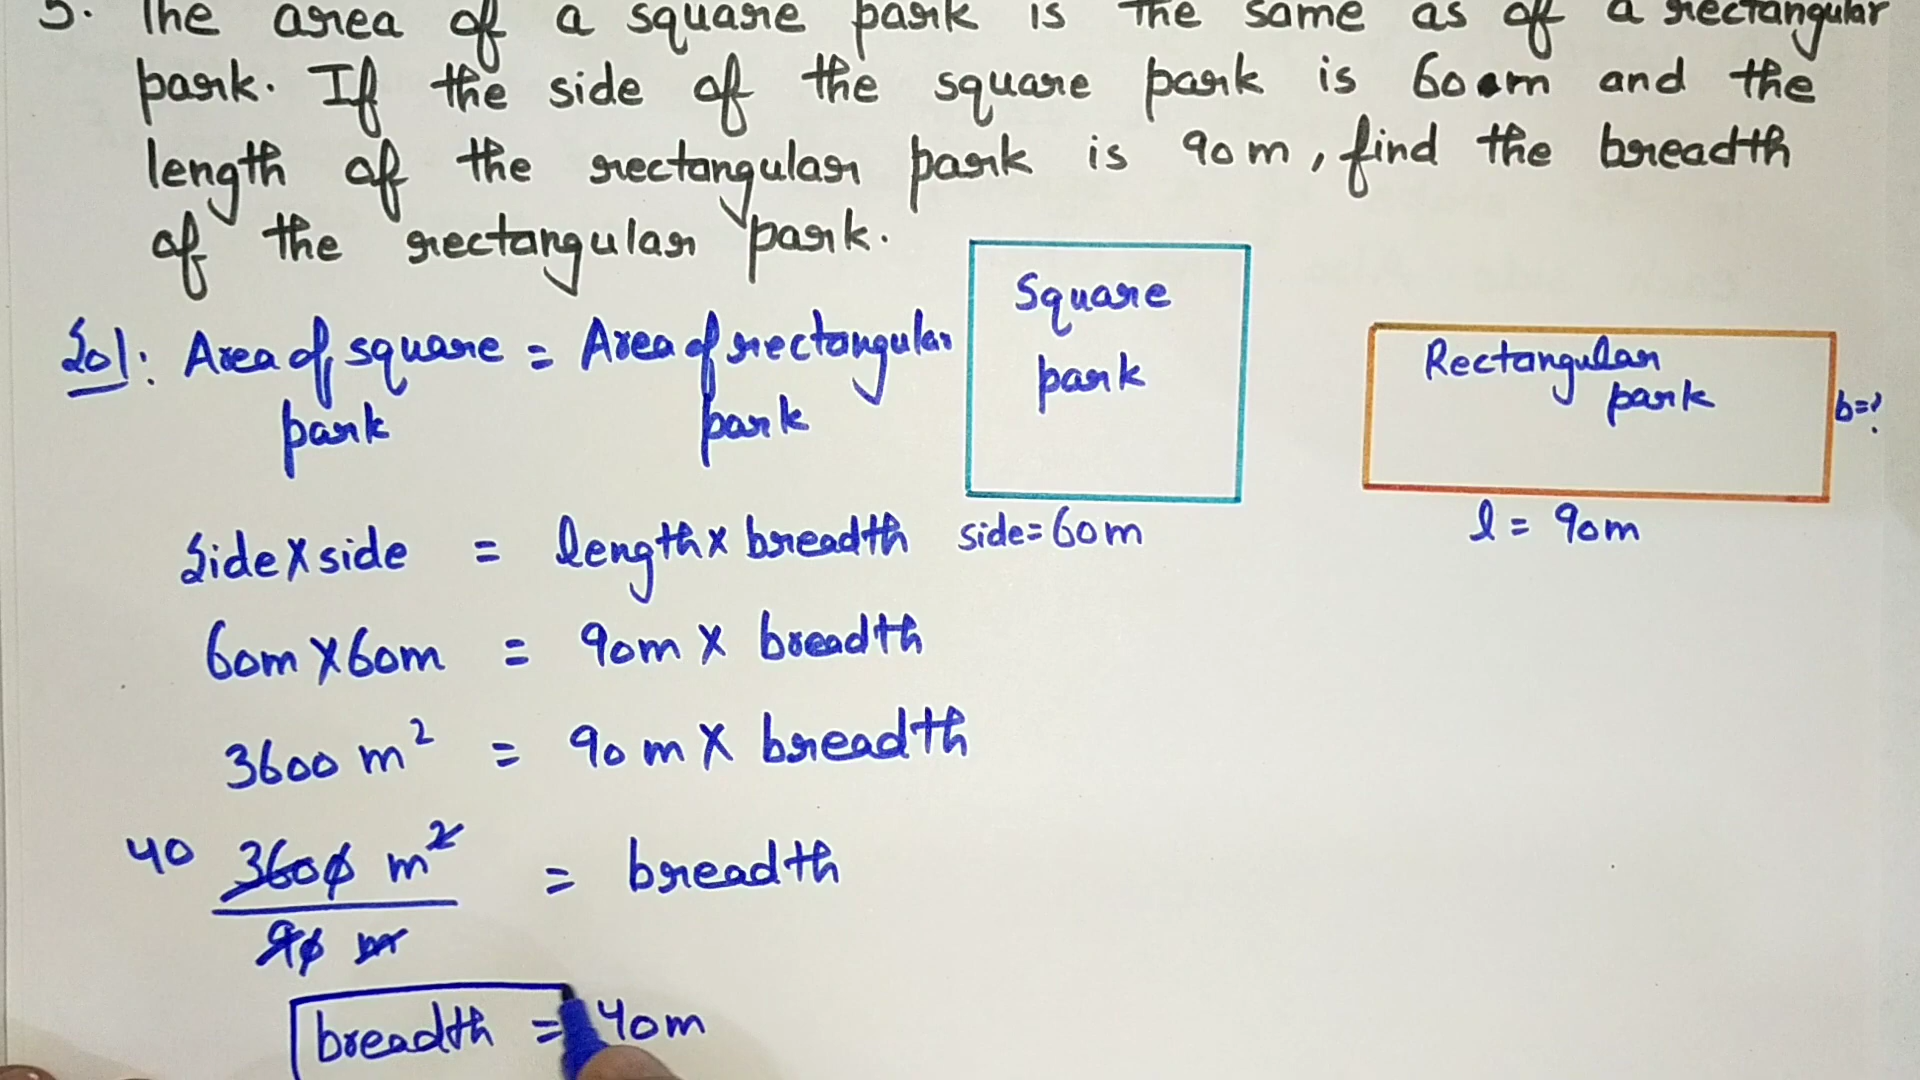 5. The area of a square park is the same as of a rectangular
park. If the side of the square park is 60m and the
length of the rectangular park is 90m, find the breadth
of the rectangular park.
Sol: Area of square = Area of rectangular
park park
Side X side = length x breadth
60m X 60m = 90m X breadth
3600 m² = 90 m X breadth
40 3600 m² = breadth
90 m
breadth = 40m
Square
park
side = 60m
Rectangular
park
b=?
l = 90m